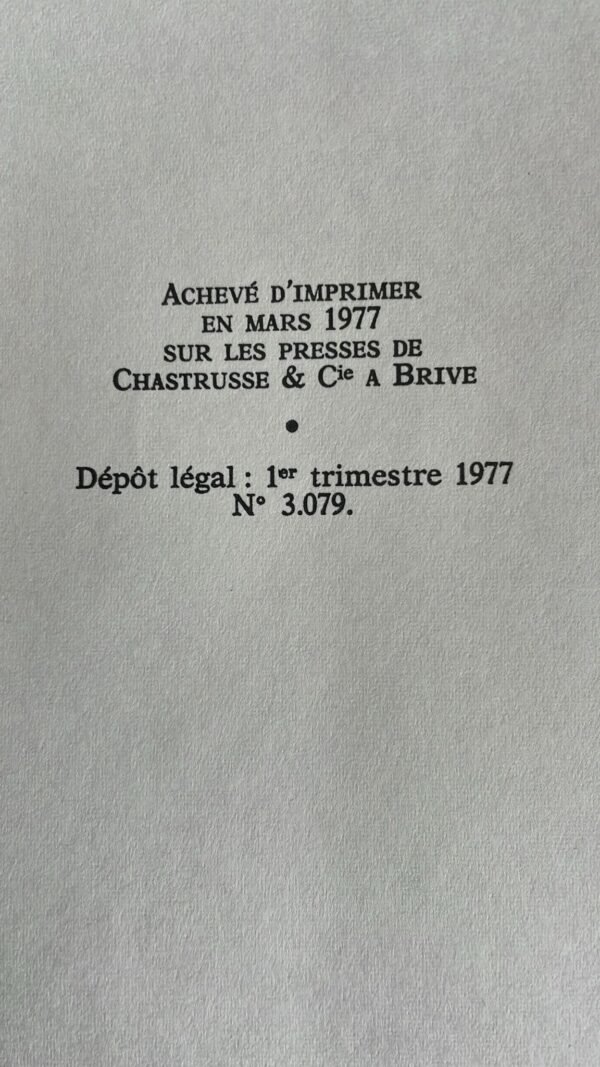 ACHEVÉ D'IMPRIMER
EN MARS 1977
SUR LES PRESSES DE
CHASTRUSSE & Cie A BRIVE
•
Dépôt légal : 1er trimestre 1977
N° 3.079.